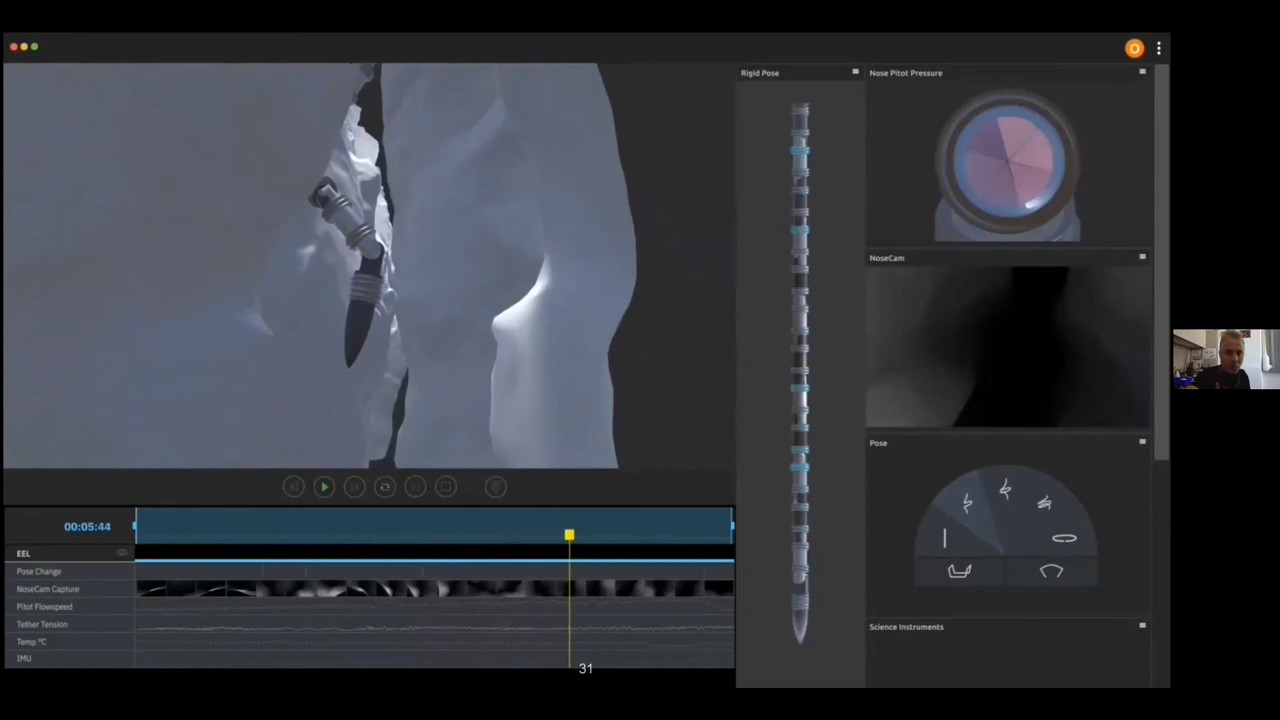 O
Rigid Pose
Nose Pitot Pressure
NoseCam
Pose
00:05:44
EEL
Pose Change
NoseCam Capture
Pitot Flowspeed
Tether Tension
Temp °C
IMU
Science Instruments
31